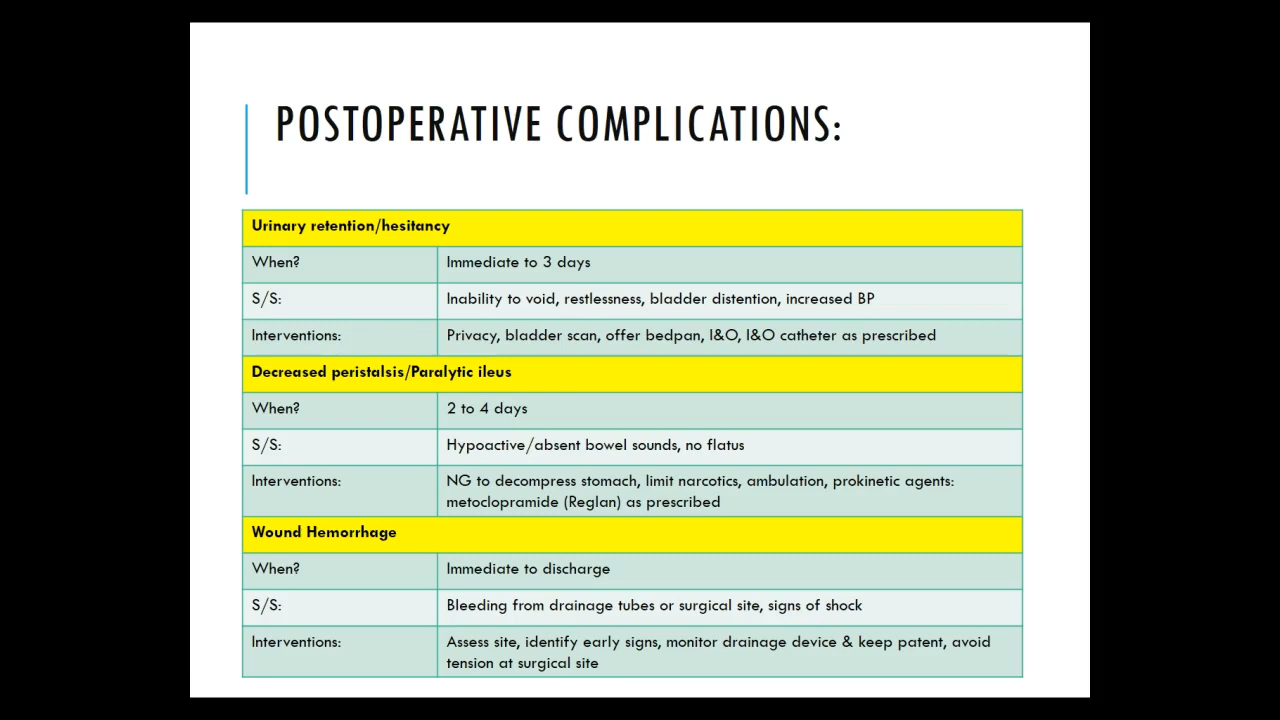 POSTOPERATIVE COMPLICATIONS:
Urinary retention/hesitancy
When? Immediate to 3 days
S/S: Inability to void, restlessness, bladder distention, increased BP
Interventions: Privacy, bladder scan, offer bedpan, I&O, I&O catheter as prescribed
Decreased peristalsis/Paralytic ileus
When? 2 to 4 days
S/S: Hypoactive/absent bowel sounds, no flatus
Interventions: NG to decompress stomach, limit narcotics, ambulation, prokinetic agents:
metoclopramide (Reglan) as prescribed
Wound Hemorrhage
When? Immediate to discharge
S/S: Bleeding from drainage tubes or surgical site, signs of shock
Interventions: Assess site, identify early signs, monitor drainage device & keep patent, avoid
tension at surgical site